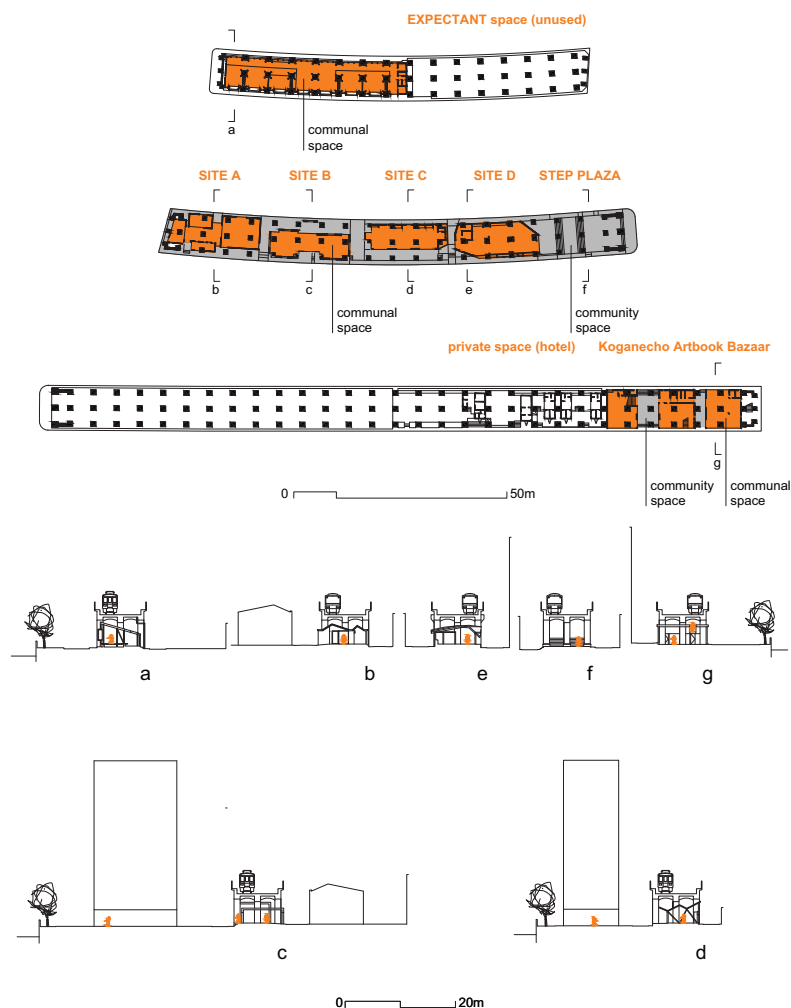 EXPECTANT space (unused)
a
communal
space
SITE A
SITE B
SITE C
SITE D
STEP PLAZA
b
c
d
e
f
communal
space
community
space
private space (hotel)
Koganecho Artbook Bazaar
g
community
space
communal
space
0
50m
a
b
e
f
g
c
d
0
20m